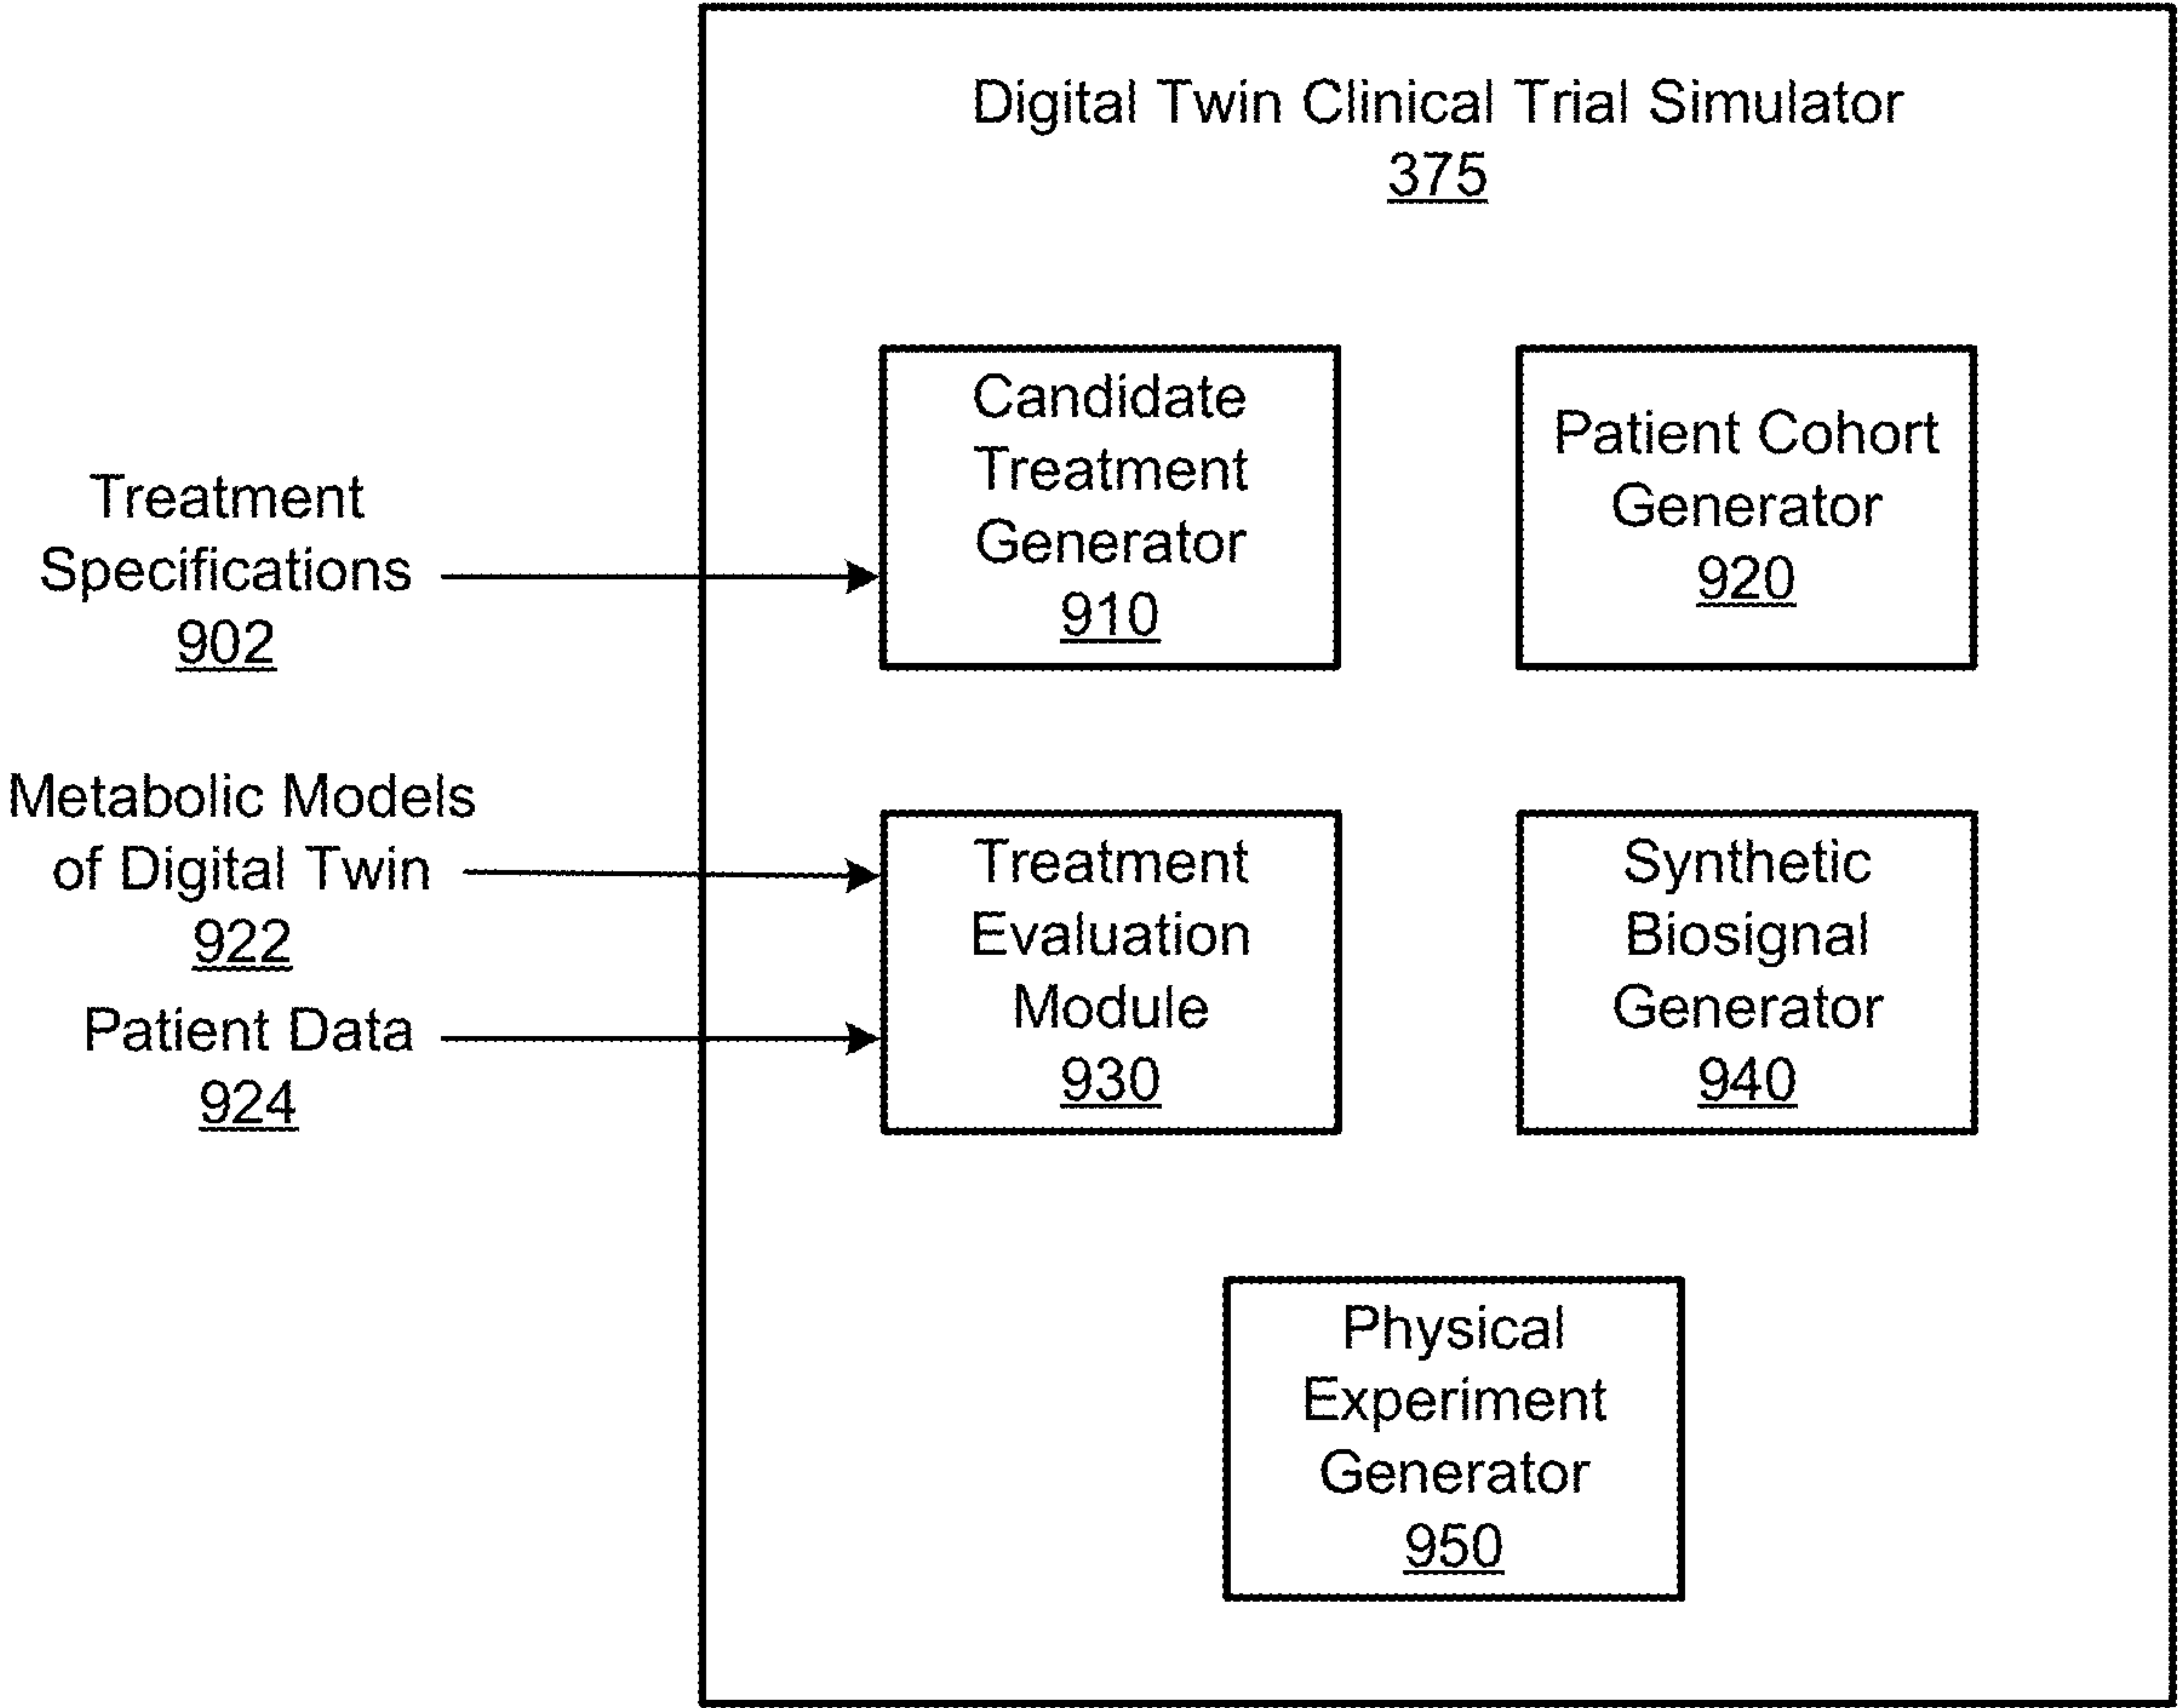 Digital Twin Clinical Trial Simulator
375
Candidate
Treatment
Generator
910
Patient Cohort
Generator
920
Treatment
Specifications
902
Metabolic Models
of Digital Twin
922
Patient Data
924
Treatment
Evaluation
Module
930
Synthetic
Biosignal
Generator
940
Physical
Experiment
Generator
950